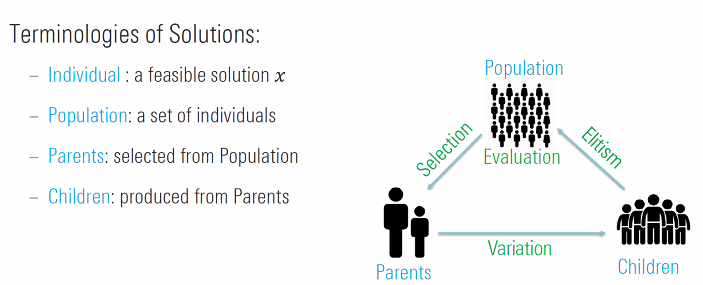 Terminologies of Solutions:
– Individual : a feasible solution x
– Population: a set of individuals
– Parents: selected from Population
– Children: produced from Parents
Population
Selection
Evaluation
Elitism
Variation
Parents
Children